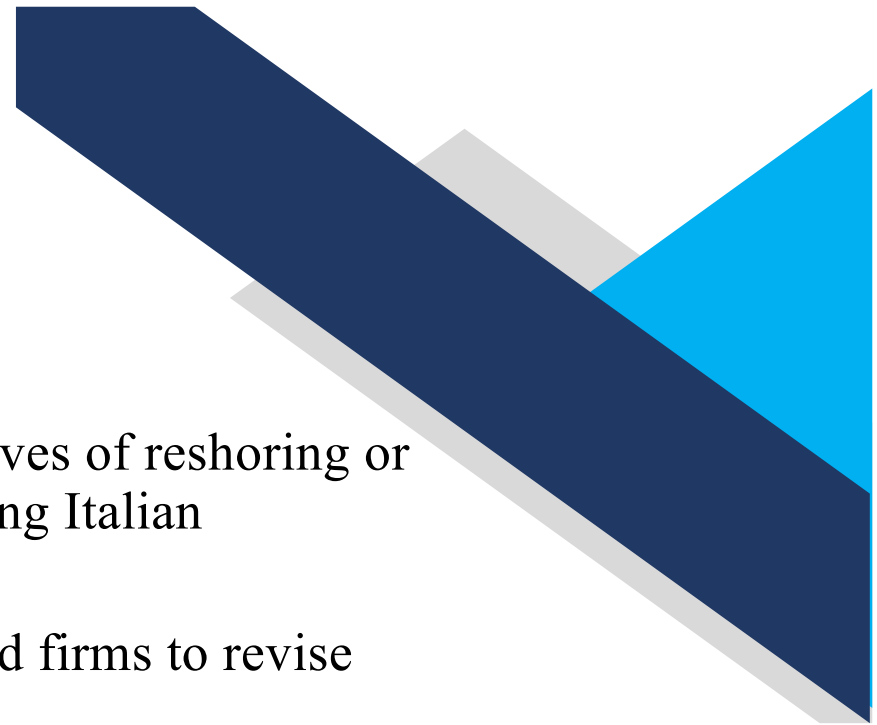 ves of reshoring or
ng Italian
d firms to revise